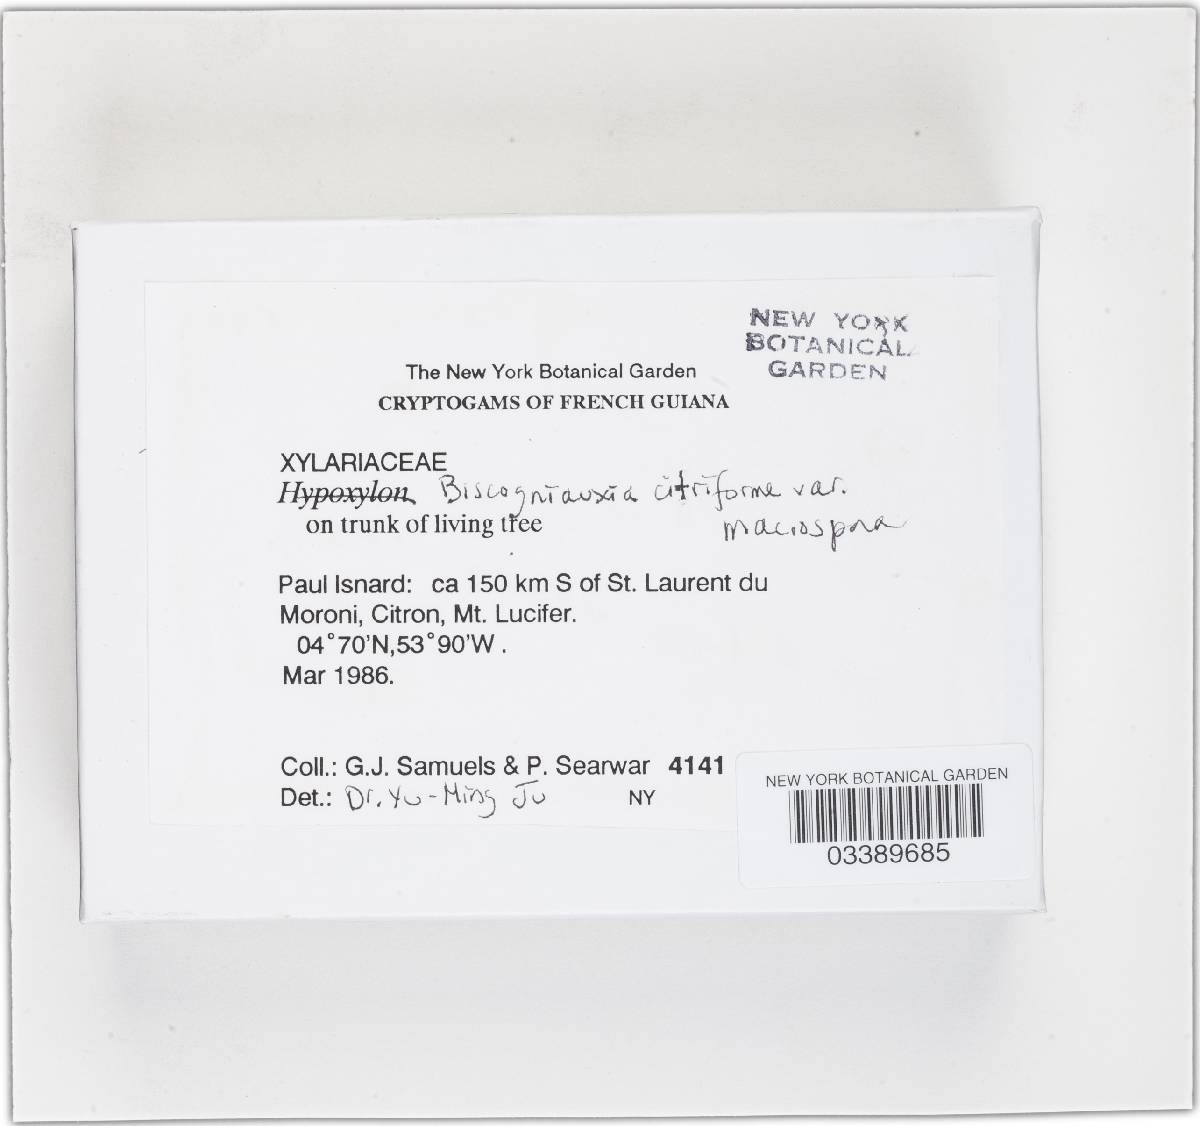 NEW YORK
BOTANICAL
GARDEN
The New York Botanical Garden
CRYPTOGAMS OF FRENCH GUIANA
XYLARIACEAE
Hypoxylon Biscogniauxia citriforme var.
macrospora
on trunk of living tree
Paul Isnard: ca 150 km S of St. Laurent du
Moroni, Citron, Mt. Lucifer.
04°70'N,53°90'W .
Mar 1986.
Coll.: G.J. Samuels & P. Searwar 4141
Det.: Dr. Yu-Ming Ju NY
NEW YORK BOTANICAL GARDEN
03389685